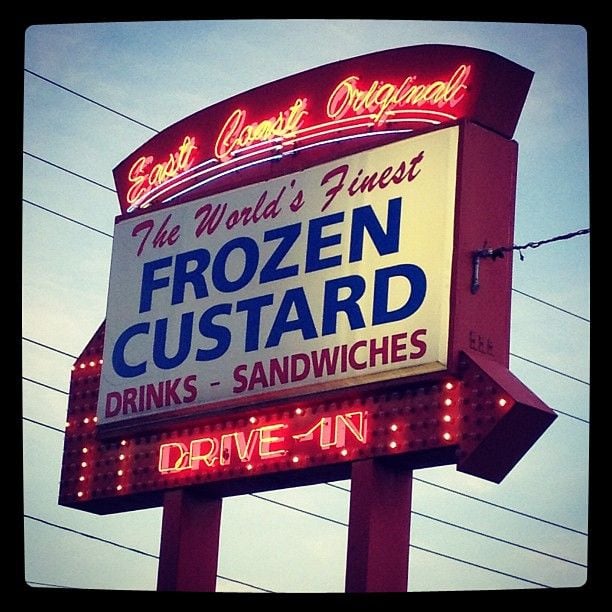 East Coast Original
The World's Finest
FROZEN
CUSTARD
DRINKS - SANDWICHES
DRIVE-IN